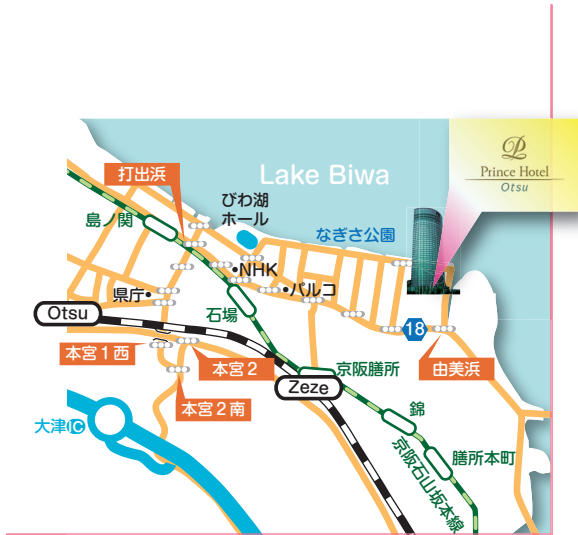 Prince Hotel
Otsu
Lake Biwa
打出浜
びわ湖
ホール
島ノ関
なぎさ公園
•NHK
県庁•
•パルコ
Otsu
石場
18
本宮1西
本宮2
京阪膳所
由美浜
Zeze
本宮2南
錦
大津IC
膳所本町
京阪石山坂本線